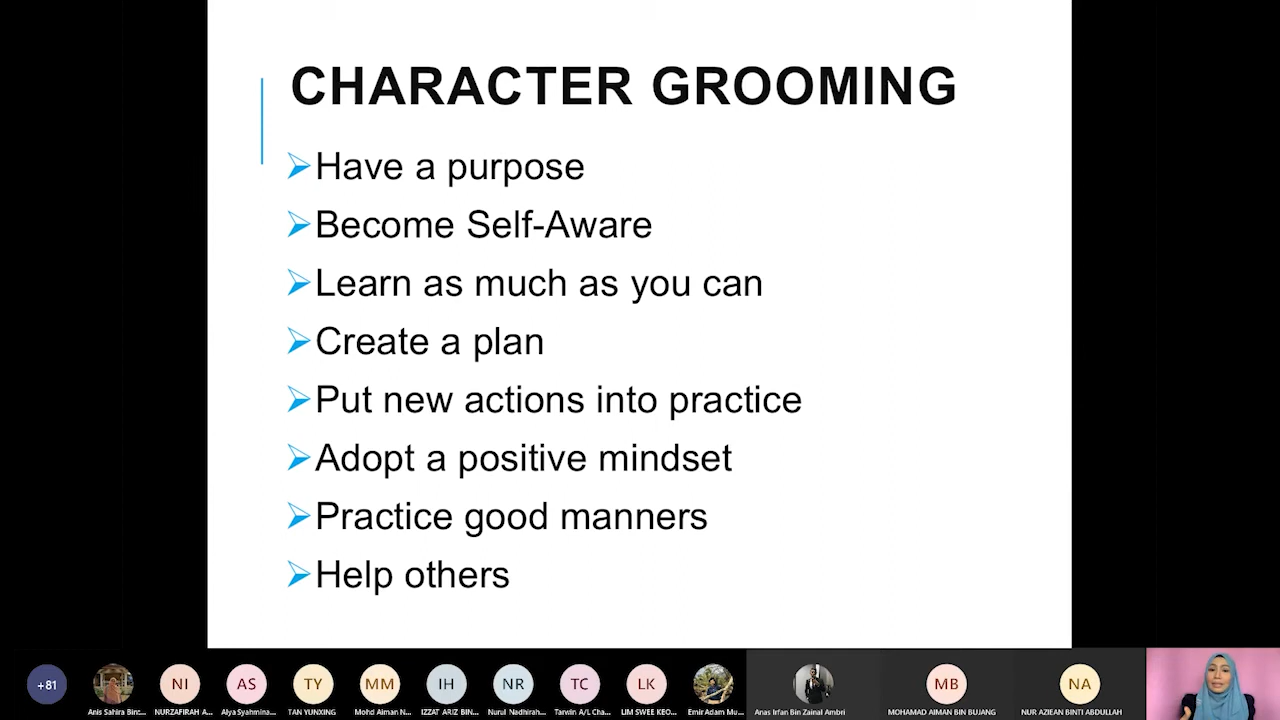 CHARACTER GROOMING
Have a purpose
Become Self-Aware
Learn as much as you can
Create a plan
Put new actions into practice
Adopt a positive mindset
Practice good manners
Help others
+81
NI
AS
TY
MM
IH
NR
TC
LK
MB
NA
Anis Sahira Bint...
NURZAFIRAH A...
Alya Syahmina...
TAN YUNXING
Mohd Aiman N...
IZZAT ARIZ BIN...
Nurul Nadhirah...
Tarwin A/L Cha...
LIM SWEE KEO...
Emir Adam Mu...
Anas Irfan Bin Zainal Ambri
MOHAMAD AIMAN BIN BUJANG
NUR AZIEAN BINTI ABDULLAH